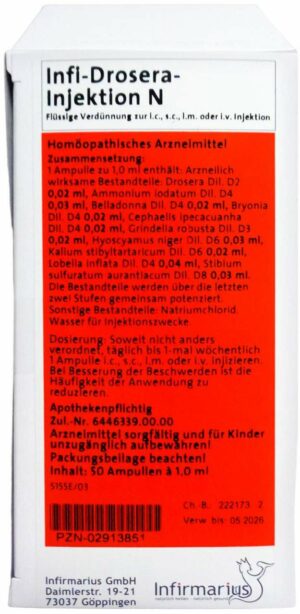 Infi-Drosera-
Injektion N
Flüssige Verdünnung zur i.c., s.c., i.m. oder i.v. Injektion
Homöopathisches Arzneimittel
Zusammensetzung:
1 Ampulle zu 1,0 ml enthält: Arzneilich
wirksame Bestandteile: Drosera Dil. D2
0,02 ml, Ammonium iodatum Dil. D4
0,03 ml, Belladonna Dil. D4 0,02 ml, Bryonia
Dil. D4 0,02 ml, Cephaelis ipecacuanha
Dil. D4 0,02 ml, Grindelia robusta Dil. D3
0,02 ml, Hyoscyamus niger Dil. D6 0,03 ml,
Kalium stibyltartaricum Dil. D6 0,02 ml,
Lobelia inflata Dil. D4 0,04 ml, Stibium
sulfuratum aurantiacum Dil. D8 0,03 ml.
Die Bestandteile werden über die letzten
zwei Stufen gemeinsam potenziert.
Sonstige Bestandteile: Natriumchlorid.
Wasser für Injektionszwecke.
Dosierung: Soweit nicht anders
verordnet, täglich bis 1-mal wöchentlich
1 Ampulle i.c., s.c., i.m. oder i.v. injizieren.
Bei Besserung der Beschwerden ist die
Häufigkeit der Anwendung zu
reduzieren.
Apothekenpflichtig
Zul.-Nr. 6446339.00.00
Arzneimittel sorgfältig und für Kinder
unzugänglich aufbewahren!
Packungsbeilage beachten!
Inhalt: 50 Ampullen à 1,0 ml
S155E/03
Ch.-B.: 222173 2
Verw. bis: 05.2026
PZN-02913851
Infirmarius GmbH
Daimlerstr. 19-21
73037 Göppingen
Infirmarius